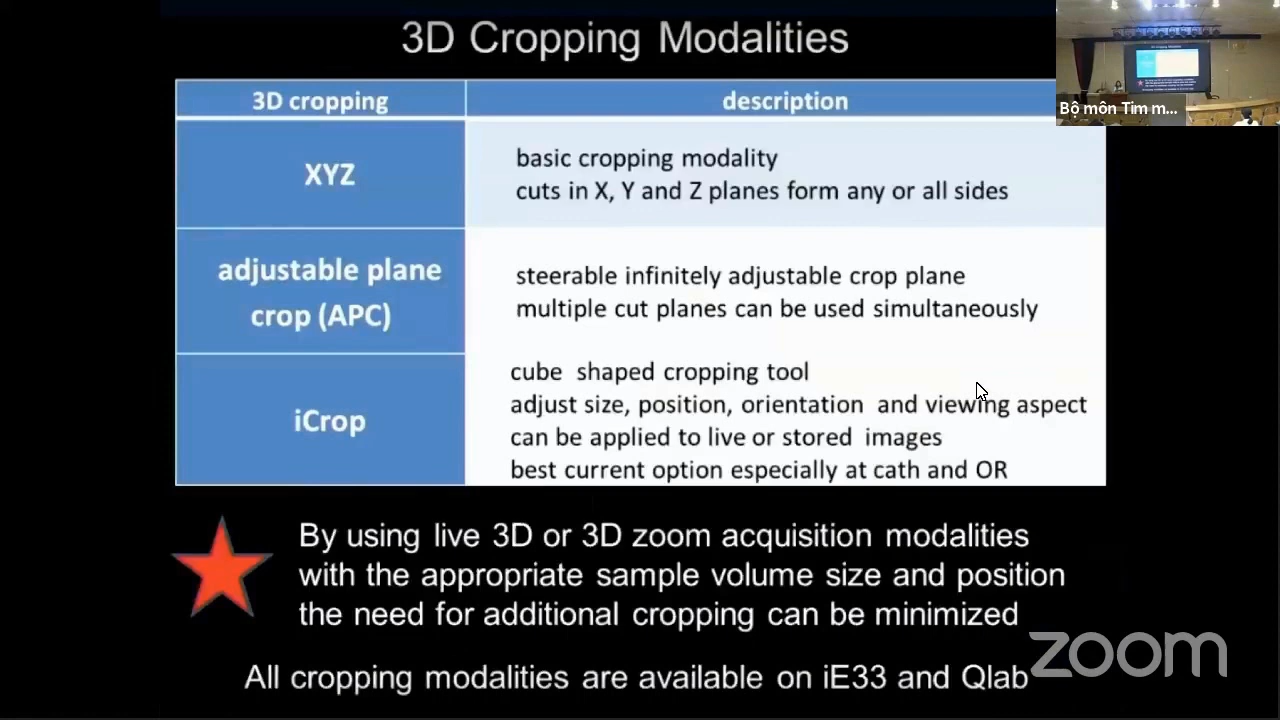 3D Cropping Modalities
3D cropping
description
XYZ
basic cropping modality
cuts in X, Y and Z planes form any or all sides
adjustable plane
crop (APC)
steerable infinitely adjustable crop plane
multiple cut planes can be used simultaneously
iCrop
cube shaped cropping tool
adjust size, position, orientation and viewing aspect
can be applied to live or stored images
best current option especially at cath and OR
By using live 3D or 3D zoom acquisition modalities
with the appropriate sample volume size and position
the need for additional cropping can be minimized
All cropping modalities are available on iE33 and Qlab
Bộ môn Tim m...
zoom